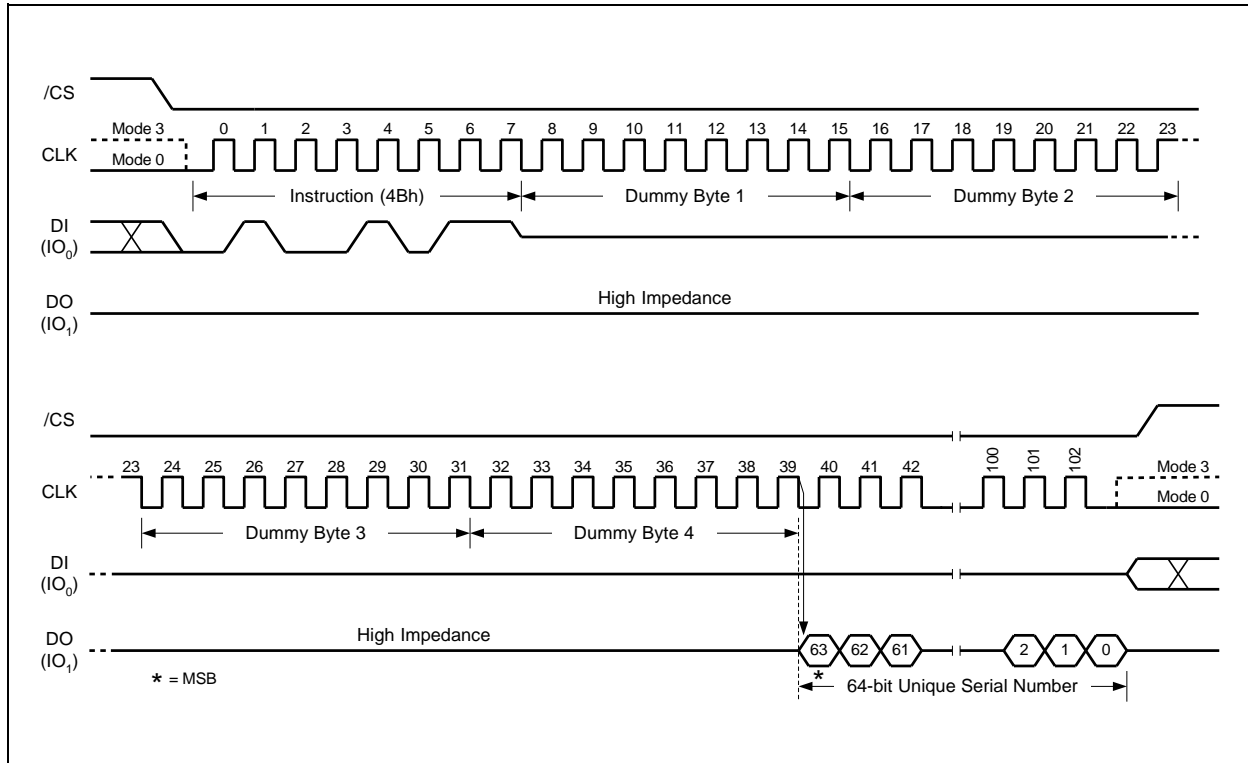 /CS
Mode 3
0 1 2 3 4 5 6 7 8 9 10 11 12 13 14 15 16 17 18 19 20 21 22 23
CLK
Mode 0
Instruction (4Bh)
Dummy Byte 1
Dummy Byte 2
DI
(IO0)
High Impedance
DO
(IO1)
/CS
23 24 25 26 27 28 29 30 31 32 33 34 35 36 37 38 39 40 41 42 100 101 102
Mode 3
CLK
Mode 0
Dummy Byte 3
Dummy Byte 4
DI
(IO0)
High Impedance
DO
(IO1)
63 62 61 2 1 0
* = MSB
*
64-bit Unique Serial Number